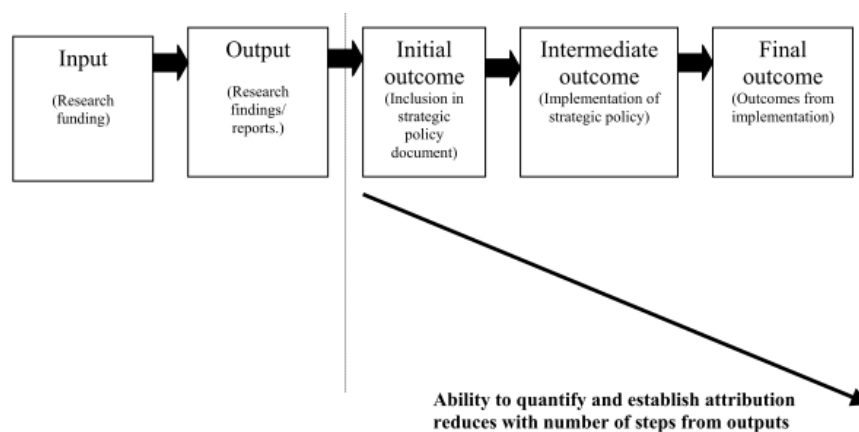 Input
(Research
funding)
Output
(Research
findings/
reports.)
Initial
outcome
(Inclusion in
strategic
policy
document)
Intermediate
outcome
(Implementation of
strategic policy)
Final
outcome
(Outcomes from
implementation)
Ability to quantify and establish attribution
reduces with number of steps from outputs